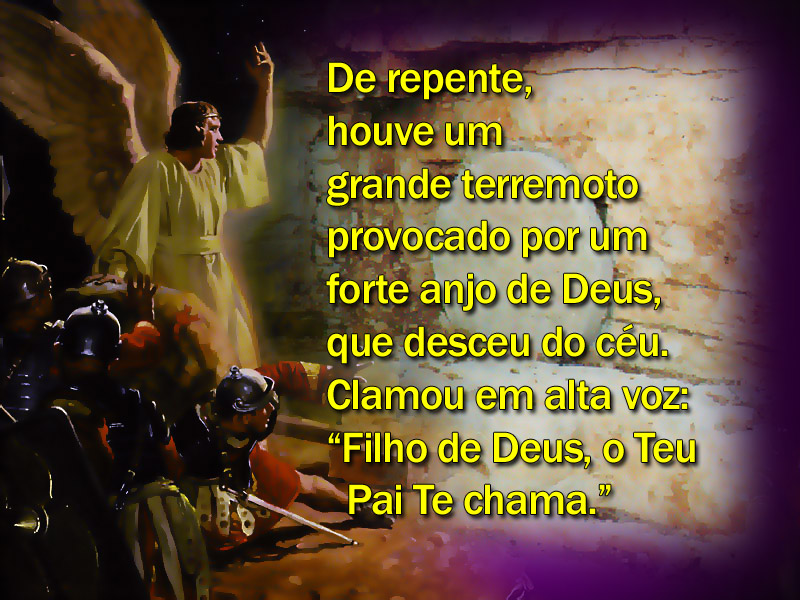 De repente,
houve um
grande terremoto
provocado por um
forte anjo de Deus,
que desceu do céu.
Clamou em alta voz:
“Filho de Deus, o Teu
Pai Te chama.”